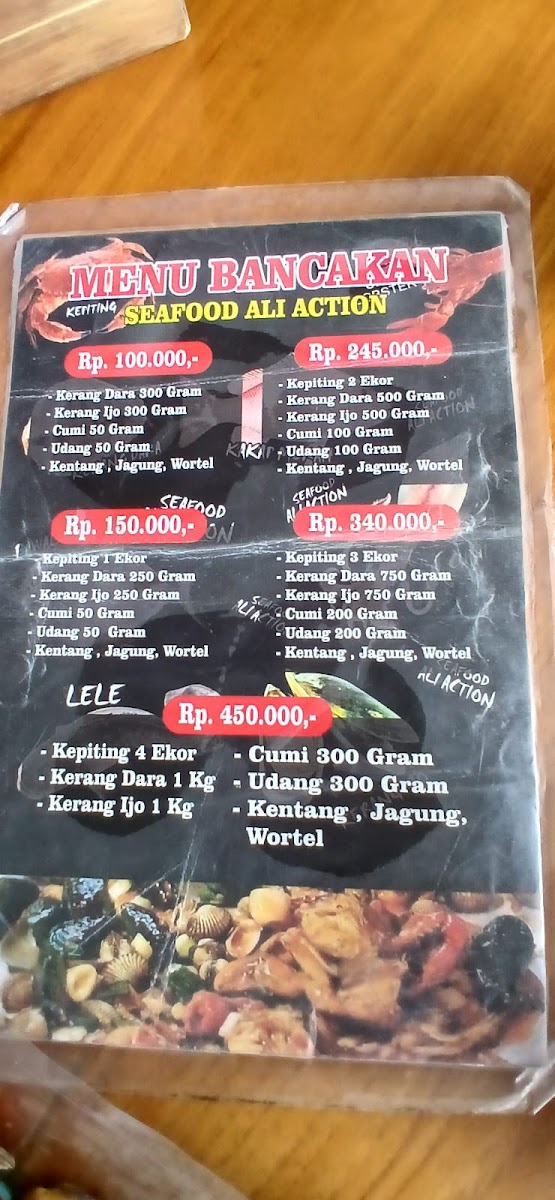 MENU BANCAKAN
KEPITING
SEAFOOD ALI ACTION
Rp. 100.000,-
- Kerang Dara 300 Gram
- Kerang Ijo 300 Gram
- Cumi 50 Gram
- Udang 50 Gram
- Kentang , Jagung, Wortel
Rp. 245.000,-
- Kepiting 2 Ekor
- Kerang Dara 500 Gram
- Kerang Ijo 500 Gram
- Cumi 100 Gram
- Udang 100 Gram
- Kentang , Jagung, Wortel
ALI ACTION
SEAFOOD
SEAFOOD
ALI ACTION
Rp. 150.000,-
- Kepiting 1 Ekor
- Kerang Dara 250 Gram
- Kerang Ijo 250 Gram
- Cumi 50 Gram
- Udang 50 Gram
- Kentang , Jagung, Wortel
Rp. 340.000,-
- Kepiting 3 Ekor
- Kerang Dara 750 Gram
- Kerang Ijo 750 Gram
- Cumi 200 Gram
- Udang 200 Gram
- Kentang , Jagung, Wortel
SEAFOOD
ALI ACTION
LELE
Rp. 450.000,-
- Kepiting 4 Ekor
- Kerang Dara 1 Kg
- Kerang Ijo 1 Kg
- Cumi 300 Gram
- Udang 300 Gram
- Kentang , Jagung,
Wortel